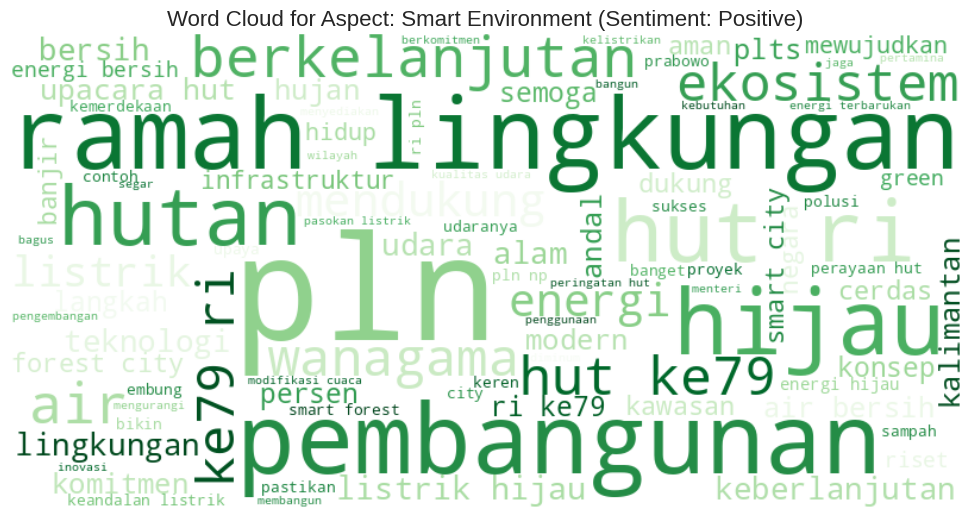 Word Cloud for Aspect: Smart Environment (Sentiment: Positive)
bersih
berkelanjutan
berkomitmen
kelistrikan
aman
plts
mewujudkan
energi bersih
prabowo
jaga
pertamina
upacara hut
hujan
semoga
bangun
ekosistem
kemerdekaan
menyediakan
kebutuhan
energi terbarukan
ramah lingkungan
hidup
ri pln
wilayah
banjir
contoh
segar
infrastruktur
kualitas udara
dukung
green
hutan
mendukung
pasokan listrik
udaranya
andal
sukses
polusi
hut ri
smart city
negara
bagus
udara
alam
listrik
pln
pln np
banget
proyek
perayaan hut
kalimantan
ke79 ri
langkah
peringatan hut
menteri
cerdas
energi
hijau
pengembangan
penggunaan
teknologi
modern
forest city
wanagama
konsep
hut ke79
modifikasi cuaca
keren
energi hijau
embung
persen
city
air
mengurangi
smart forest
ri ke79
kawasan
air bersih
bikin
pembangunan
sampah
lingkungan
inovasi
riset
komitmen
pastikan
listrik hijau
keberlanjutan
keandalan listrik
membangun